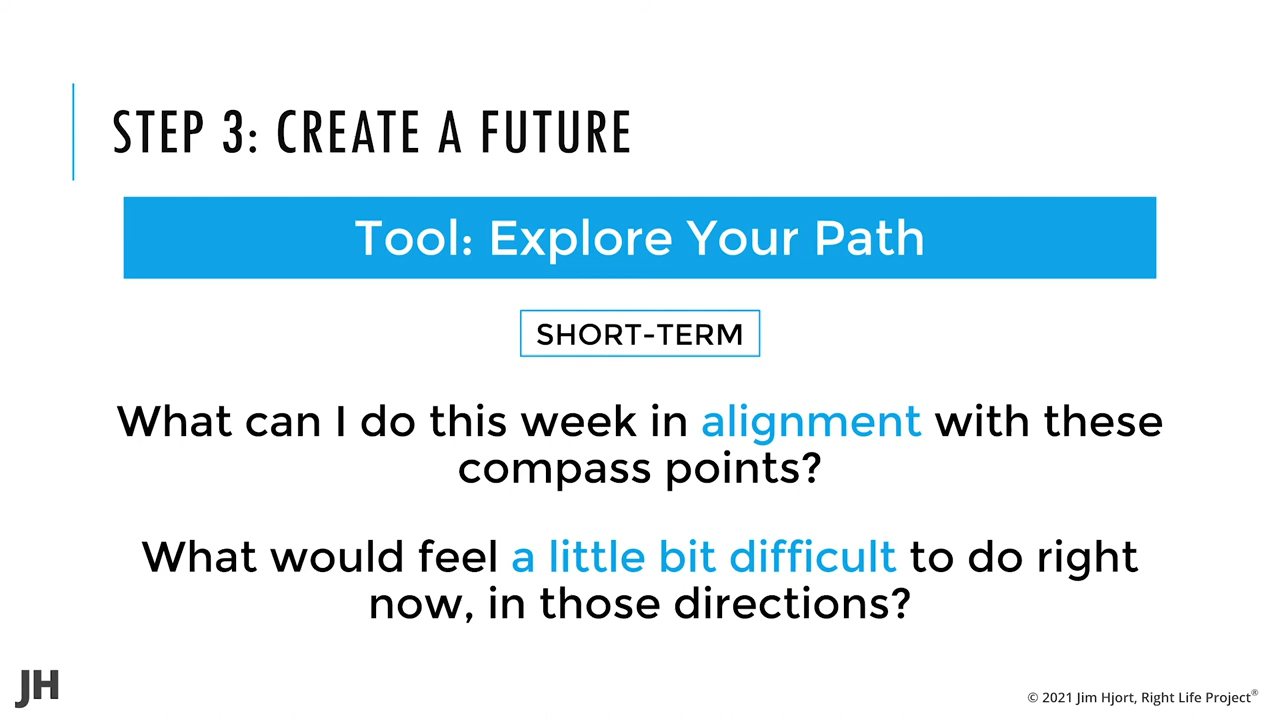 STEP 3: CREATE A FUTURE
Tool: Explore Your Path
SHORT-TERM
What can I do this week in alignment with these
compass points?
What would feel a little bit difficult to do right
now, in those directions?
JH
© 2021 Jim Hjort, Right Life Project®